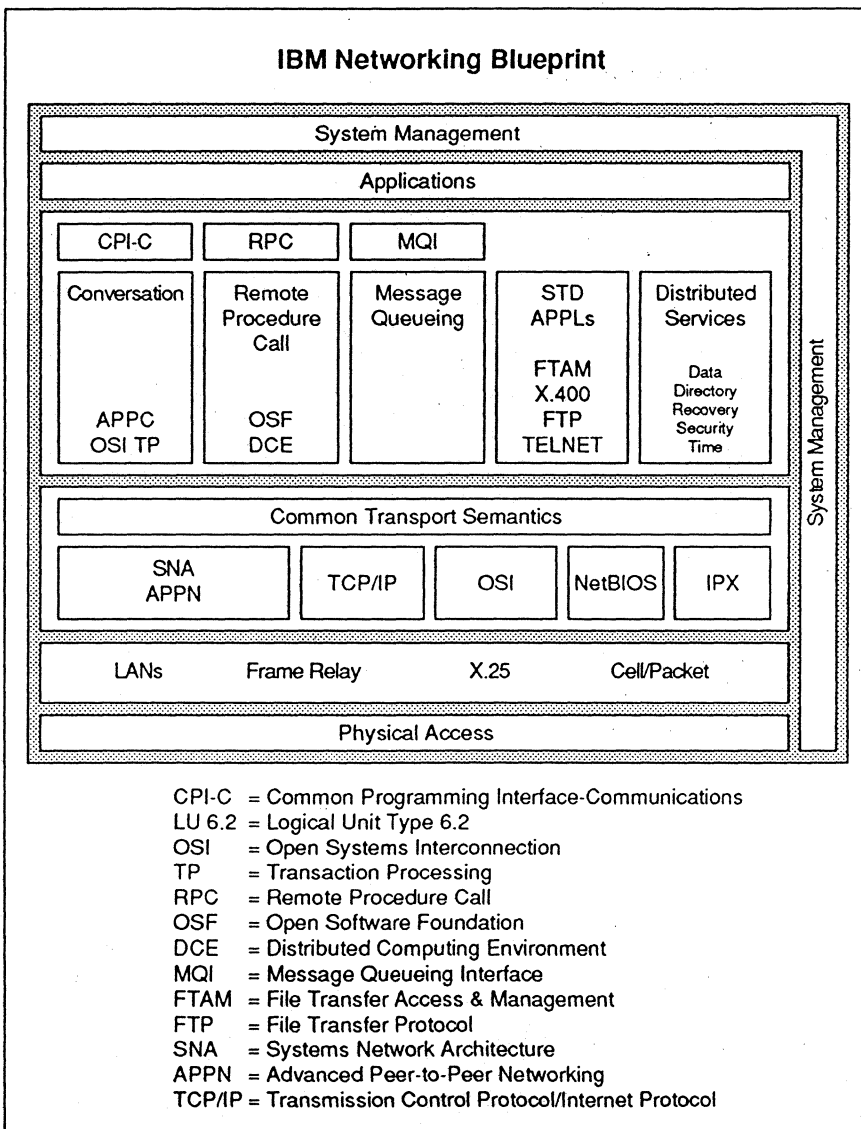 IBM Networking Blueprint
System Management
Applications
CPI-C
RPC
MQI
Conversation
APPC
OSI TP
Remote
Procedure
Call
OSF
DCE
Message
Queueing
STD
APPLs
FTAM
X.400
FTP
TELNET
Distributed
Services
Data
Directory
Recovery
Security
Time
System Management
Common Transport Semantics
SNA
APPN
TCP/IP
OSI
NetBIOS
IPX
LANs Frame Relay X.25 Cell/Packet
Physical Access
CPI-C = Common Programming Interface-Communications
LU 6.2 = Logical Unit Type 6.2
OSI = Open Systems Interconnection
TP = Transaction Processing
RPC = Remote Procedure Call
OSF = Open Software Foundation
DCE = Distributed Computing Environment
MQI = Message Queueing Interface
FTAM = File Transfer Access & Management
FTP = File Transfer Protocol
SNA = Systems Network Architecture
APPN = Advanced Peer-to-Peer Networking
TCP/IP = Transmission Control Protocol/Internet Protocol